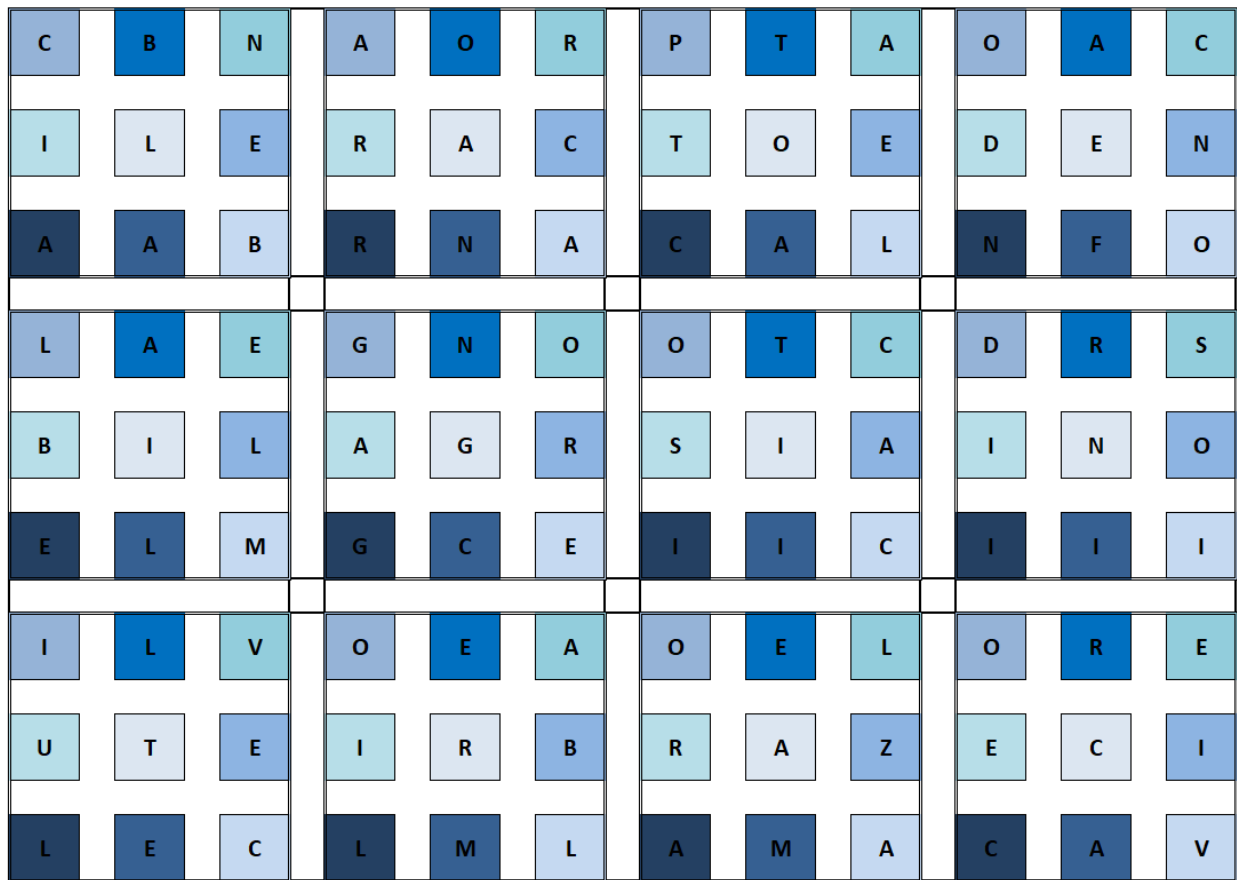 C B N A O R P T A O A C
I L E R A C T O E D E N
A A B R N A C A L N F O
L A E G N O O T C D R S
B I L A G R S I A I N O
E L M G C E I I C I I I
I L V O E A O E L O R E
U T E I R B R A Z E C I
L E C L M L A M A C A V